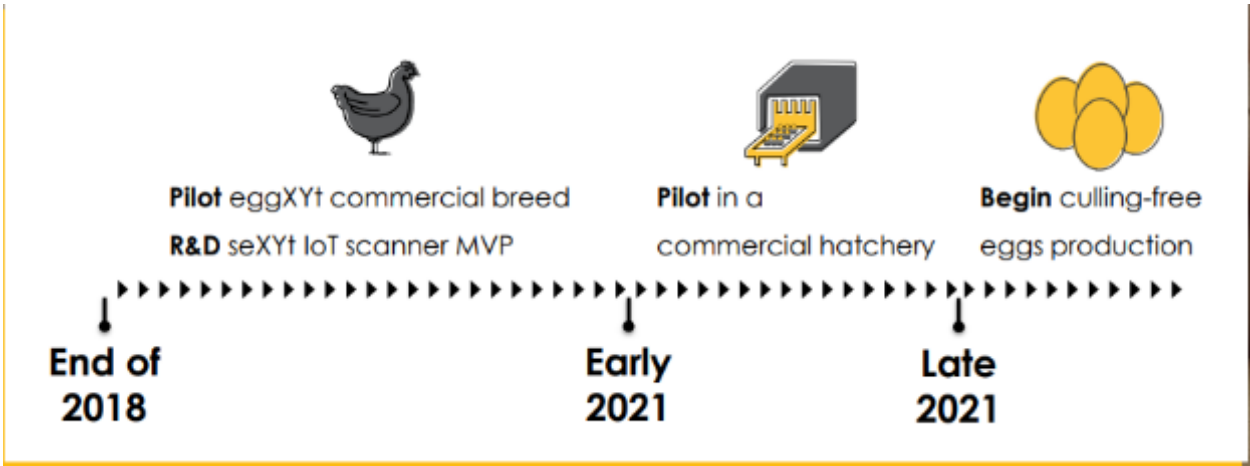 Pilot eggXYt commercial breed
R&D seXYt IoT scanner MVP
Pilot in a
commercial hatchery
Begin culling-free
eggs production
End of
2018
Early
2021
Late
2021